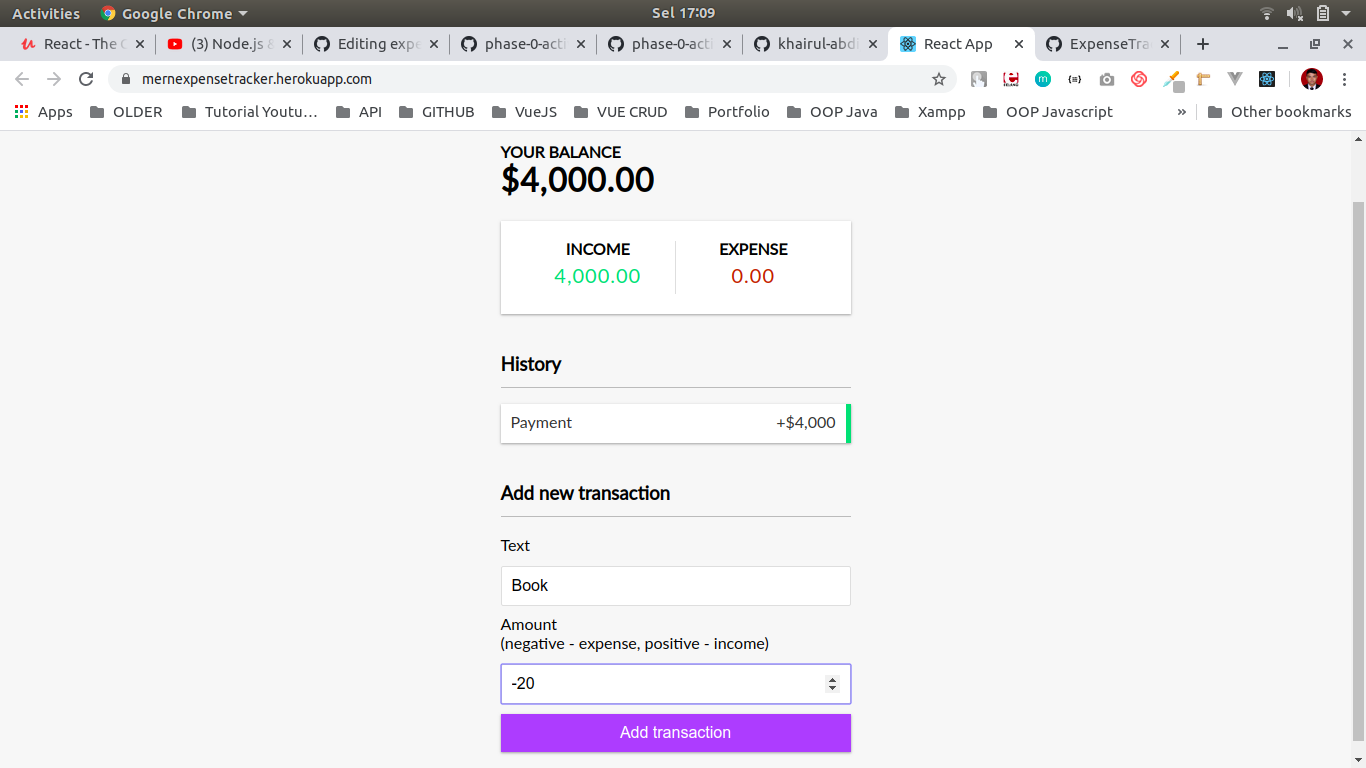 Activities Google Chrome Sel 17:09
React - The C (3) Node.js & Editing expe phase-0-acti phase-0-acti khairul-abdi React App ExpenseTra
mernexpensetracker.herokuapp.com
Apps OLDER Tutorial Youtu… API GITHUB VueJS VUE CRUD Portfolio OOP Java Xampp OOP Javascript » Other bookmarks
YOUR BALANCE
$4,000.00
INCOME EXPENSE
4,000.00 0.00
History
Payment +$4,000
Add new transaction
Text
Book
Amount
(negative - expense, positive - income)
-20
Add transaction